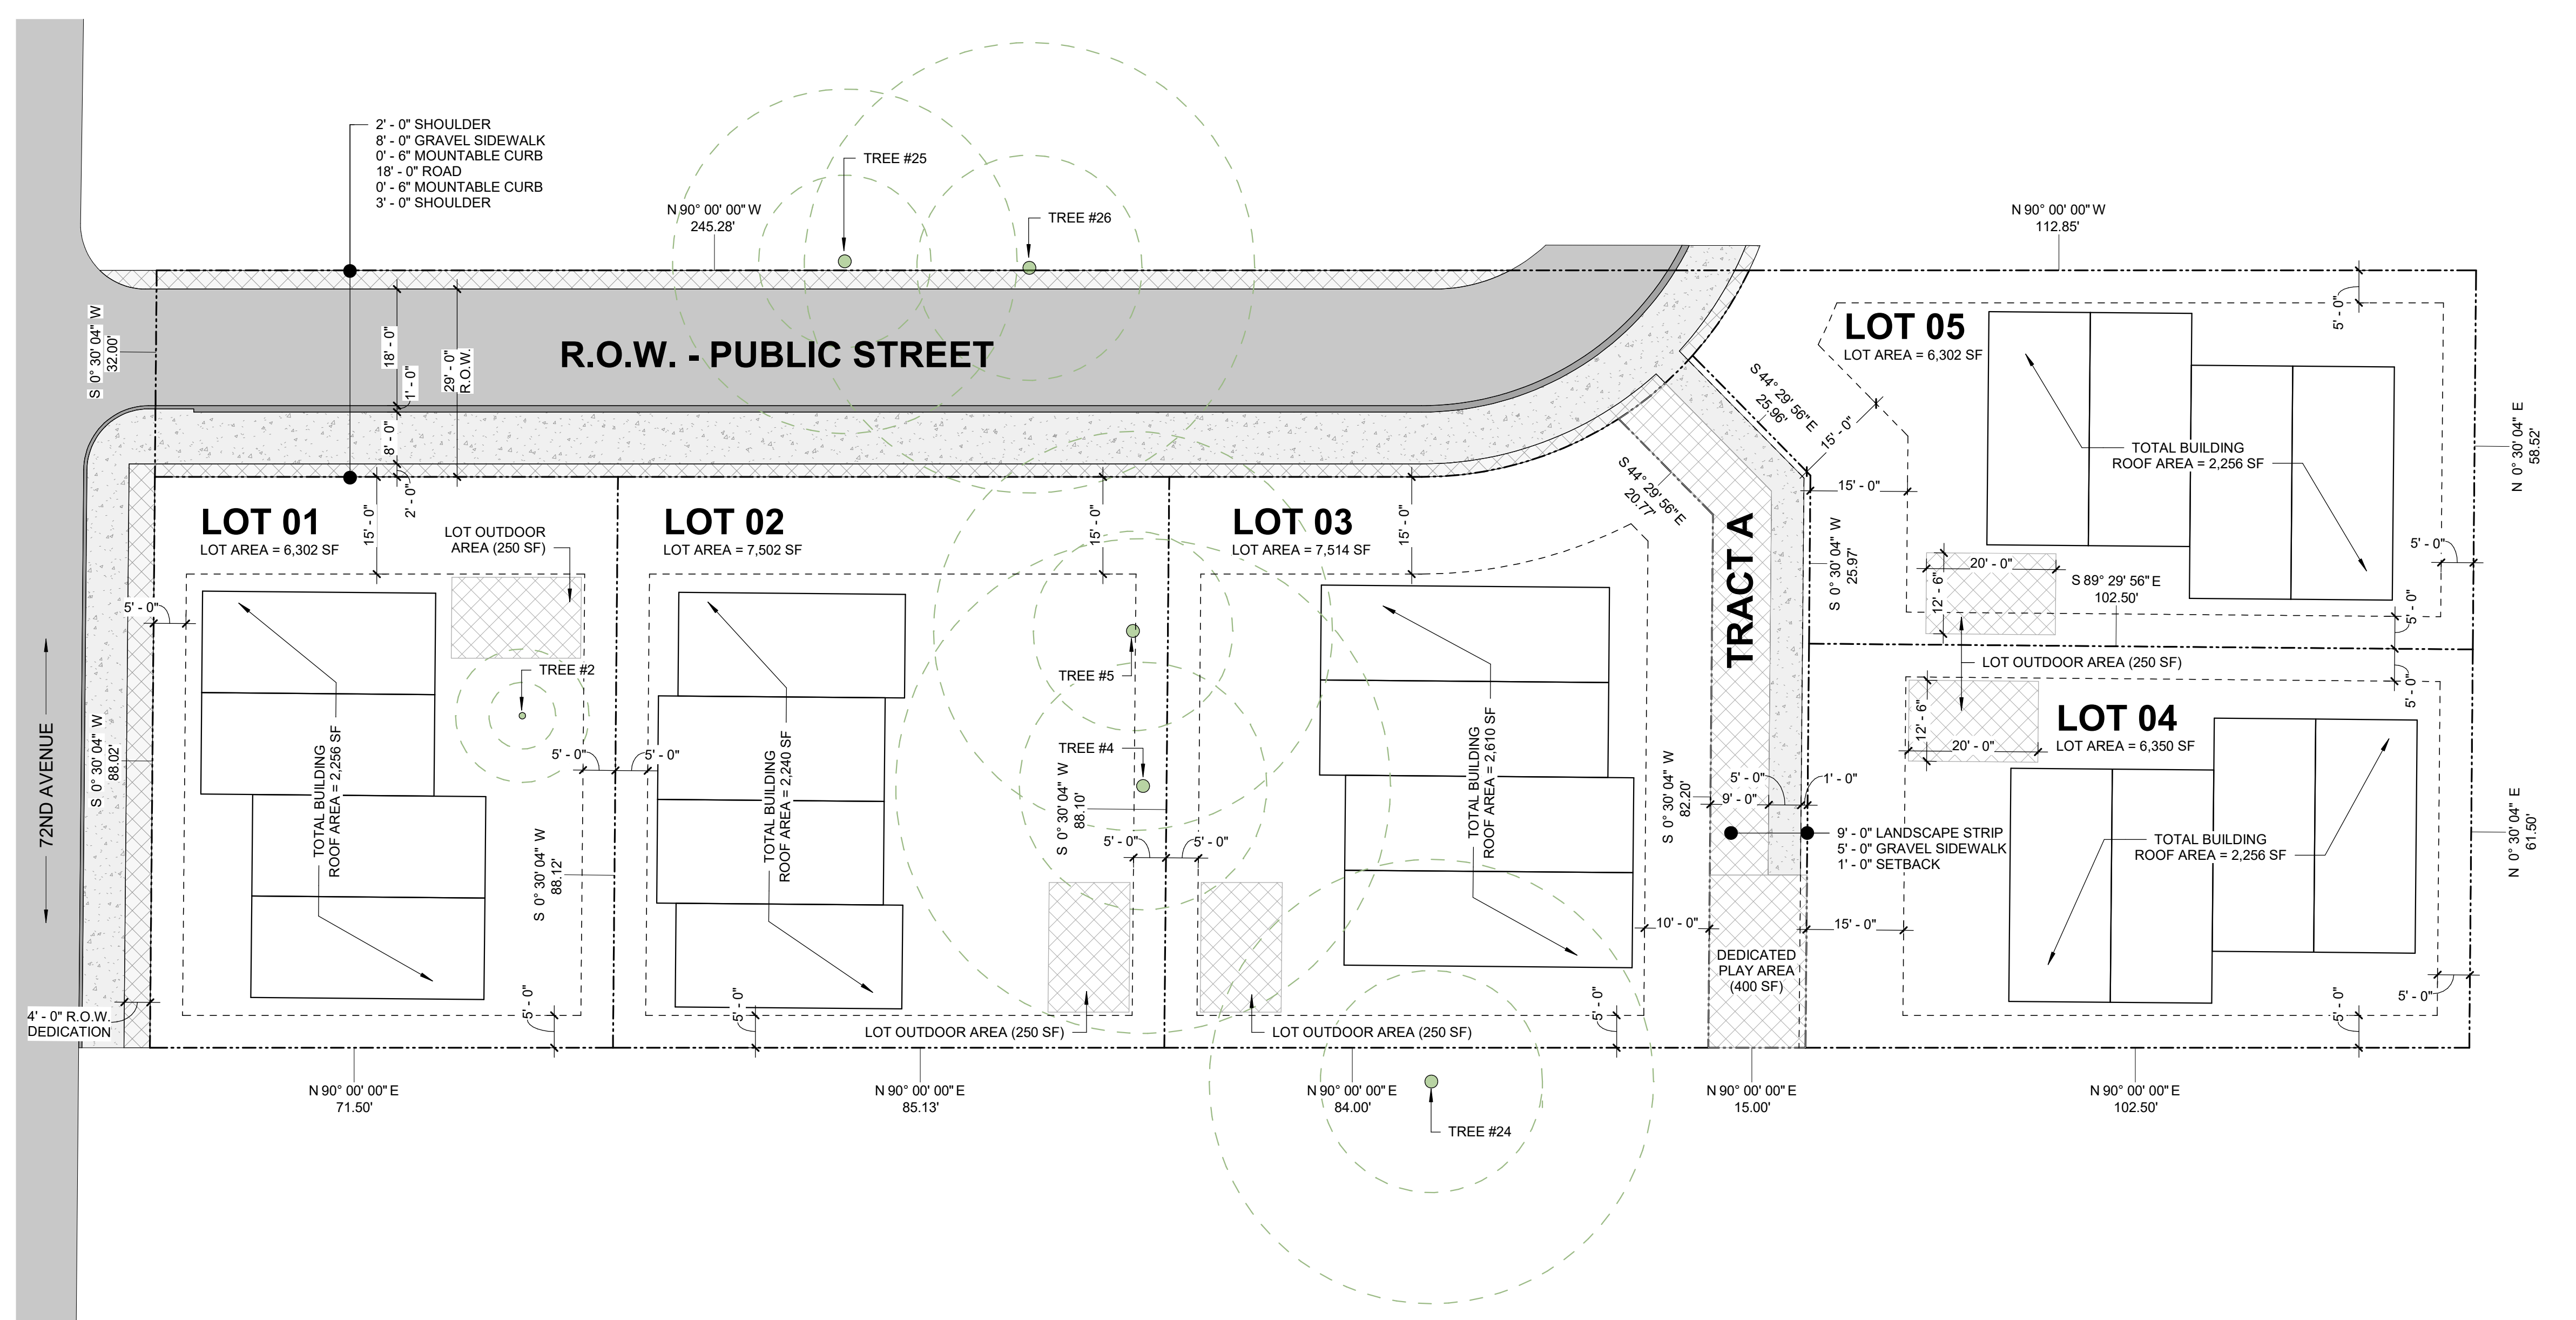 2' - 0" SHOULDER
8' - 0" GRAVEL SIDEWALK
0' - 6" MOUNTABLE CURB
18' - 0" ROAD
0' - 6" MOUNTABLE CURB
3' - 0" SHOULDER
TREE #25
N 90° 00' 00" W
245.28'
TREE #26
N 90° 00' 00" W
112.85'
S 0° 30' 04" W
32.00'
18' - 0"
1' - 0"
29' - 0"
R.O.W.
8' - 0"
2' - 0"
R.O.W. - PUBLIC STREET
LOT 05
LOT AREA = 6,302 SF
5' - 0"
S 44° 29' 56" E
25.96'
15' - 0"
TOTAL BUILDING
ROOF AREA = 2,256 SF
N 0° 30' 04" E
58.52'
S 44° 29' 56" E
20.77'
15' - 0"
LOT 01
LOT AREA = 6,302 SF
15' - 0"
LOT OUTDOOR
AREA (250 SF)
LOT 02
LOT AREA = 7,502 SF
15' - 0"
LOT 03
LOT AREA = 7,514 SF
15' - 0"
TRACT A
S 0° 30' 04" W
25.97'
5' - 0"
20' - 0"
12' - 6"
S 89° 29' 56" E
102.50'
5' - 0"
5' - 0"
TREE #2
TREE #5
LOT OUTDOOR AREA (250 SF)
5' - 0"
12' - 6"
20' - 0"
LOT 04
LOT AREA = 6,350 SF
72ND AVENUE
S 0° 30' 04" W
88.02'
TOTAL BUILDING
ROOF AREA = 2,256 SF
5' - 0"
5' - 0"
TOTAL BUILDING
ROOF AREA = 2,240 SF
TREE #4
S 0° 30' 04" W
88.10'
TOTAL BUILDING
ROOF AREA = 2,610 SF
S 0° 30' 04" W
82.20'
5' - 0"
1' - 0"
9' - 0"
9' - 0" LANDSCAPE STRIP
5' - 0" GRAVEL SIDEWALK
1' - 0" SETBACK
TOTAL BUILDING
ROOF AREA = 2,256 SF
N 0° 30' 04" E
61.50'
S 0° 30' 04" W
88.12'
5' - 0"
5' - 0"
10' - 0"
15' - 0"
DEDICATED
PLAY AREA
(400 SF)
5' - 0"
4' - 0" R.O.W.
DEDICATION
5' - 0"
5' - 0"
LOT OUTDOOR AREA (250 SF)
LOT OUTDOOR AREA (250 SF)
5' - 0"
5' - 0"
N 90° 00' 00" E
71.50'
N 90° 00' 00" E
85.13'
N 90° 00' 00" E
84.00'
N 90° 00' 00" E
15.00'
N 90° 00' 00" E
102.50'
TREE #24